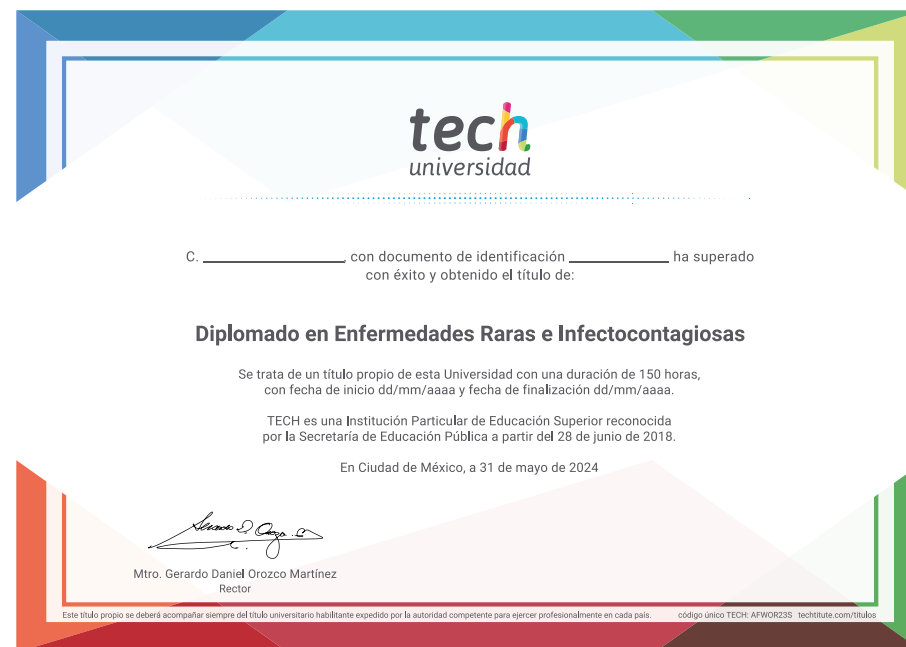 tech
universidad
C. ____________________, con documento de identificación ______________ ha superado
con éxito y obtenido el título de:
Diplomado en Enfermedades Raras e Infectocontagiosas
Se trata de un título propio de esta Universidad con una duración de 150 horas,
con fecha de inicio dd/mm/aaaa y fecha de finalización dd/mm/aaaa.
TECH es una Institución Particular de Educación Superior reconocida
por la Secretaría de Educación Pública a partir del 28 de junio de 2018.
En Ciudad de México, a 31 de mayo de 2024
Mtro. Gerardo Daniel Orozco Martínez
Rector
Este título propio se deberá acompañar siempre del título universitario habilitante expedido por la autoridad competente para ejercer profesionalmente en cada país. código único TECH: AFWOR23S techtitute.com/titulos